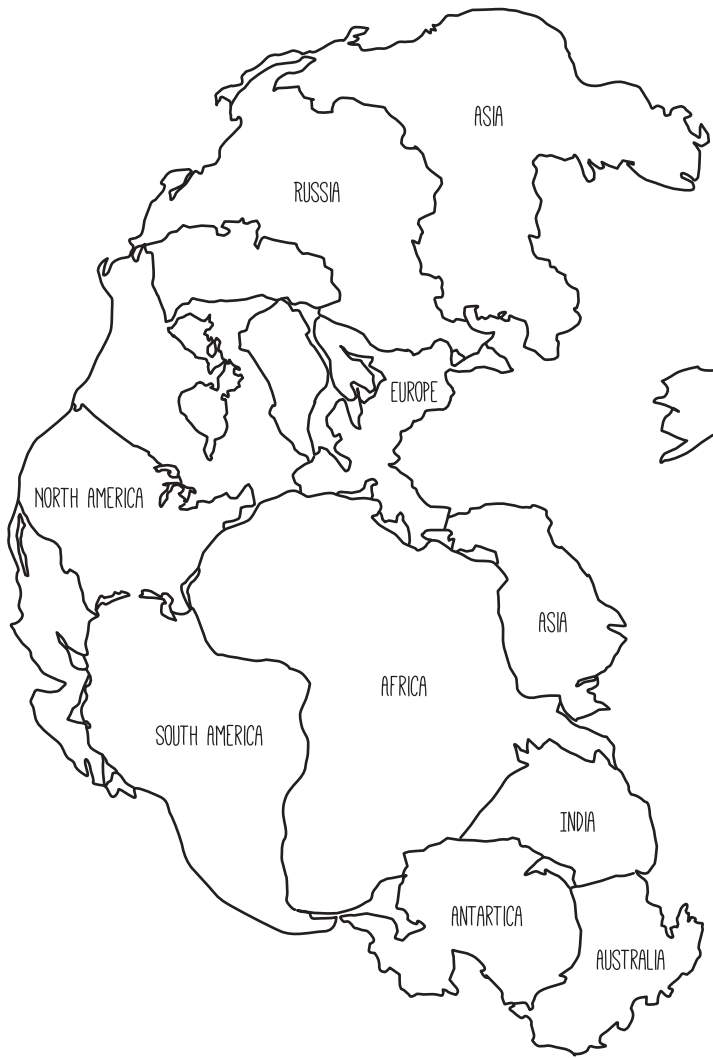 ASIA
RUSSIA
EUROPE
NORTH AMERICA
ASIA
AFRICA
SOUTH AMERICA
INDIA
ANTARTICA
AUSTRALIA